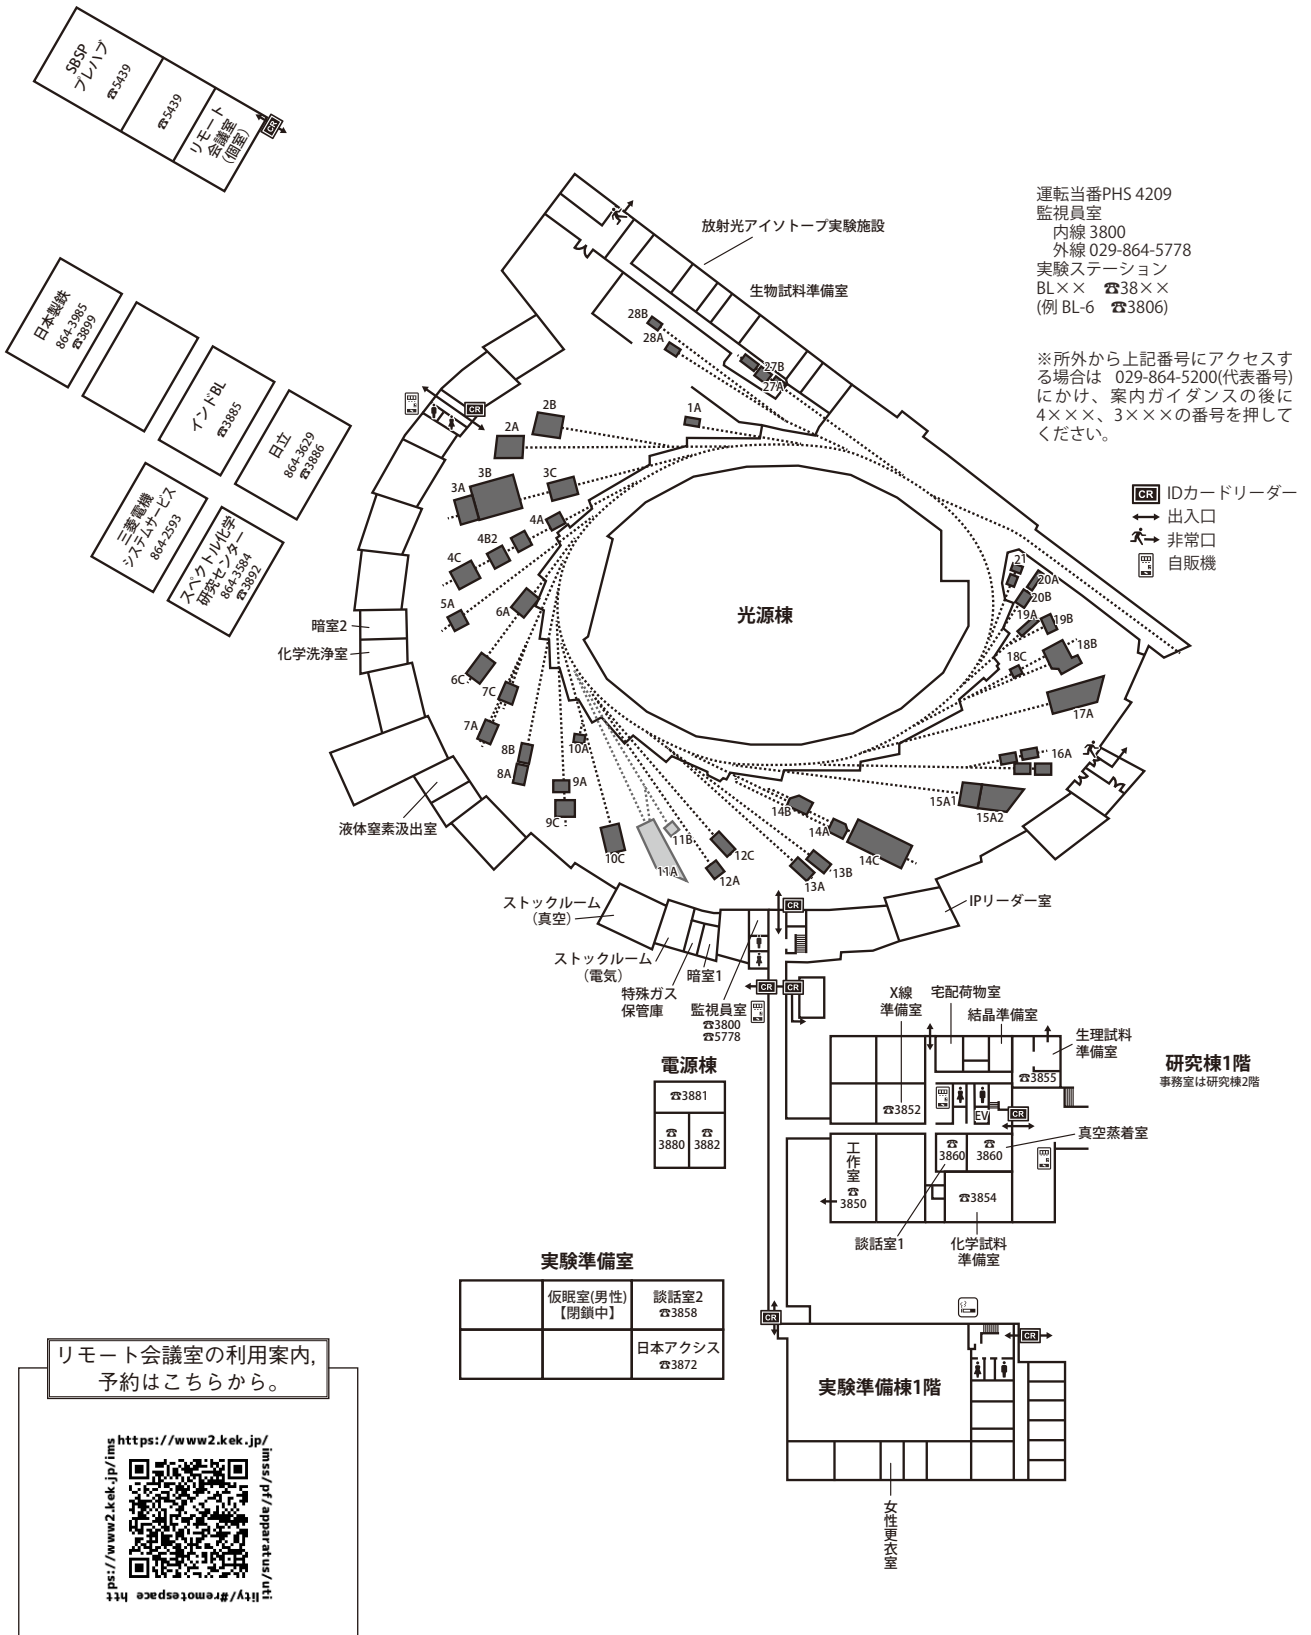 SBSP
プレハブ
☎5439
☎5439
リモート
会議室
(個室)
CR
運転当番PHS 4209
監視員室
内線 3800
外線 029-864-5778
実験ステーション
BL×× ☎38××
(例 BL-6 ☎3806)
※所外から上記番号にアクセスす
る場合は 029-864-5200(代表番号)
にかけ、案内ガイダンスの後に
4×××、3×××の番号を押して
ください。
CR IDカードリーダー
出入口
非常口
自販機
放射光アイソトープ実験施設
生物試料準備室
日本製鉄
864-3985
☎3899
インドBL
☎3885
日立
864-3629
☎3886
三菱電機
システムサービス
864-2593
スペクトル化学
研究センター
864-3584
☎3892
28B
28A
27B
27A
CR
2B
2A
1A
3B
3A
3C
4A
4B2
4C
5A
6A
6C
7C
7A
8B
8A
9A
9C
10A
10C
11B
11A
12C
12A
13B
13A
14B
14A
14C
15A1
15A2
16A
17A
18B
18C
19B
19A
20B
20A
21
光源棟
暗室2
化学洗浄室
液体窒素汲出室
ストックルーム
(真空)
ストックルーム
(電気)
特殊ガス
保管庫
暗室1
監視員室
☎3800
☎5778
CR
CR
CR
IPリーダー室
電源棟
☎3881
☎
3880
☎
3882
X線
準備室
宅配荷物室
結晶準備室
生理試料
準備室
☎3855
☎3852
EV
CR
研究棟1階
事務室は研究棟2階
真空蒸着室
工作室
☎
3850
☎
3860
☎
3860
☎3854
談話室1
化学試料
準備室
実験準備室
仮眠室(男性)
【閉鎖中】
談話室2
☎3858
日本アクシス
☎3872
CR
CR
実験準備棟1階
女性更衣室
リモート会議室の利用案内,
予約はこちらから。
https://www2.kek.jp/
imss/pf/apparatus/uti
lity/#remotespace htt
ps://www2.kek.jp/ims